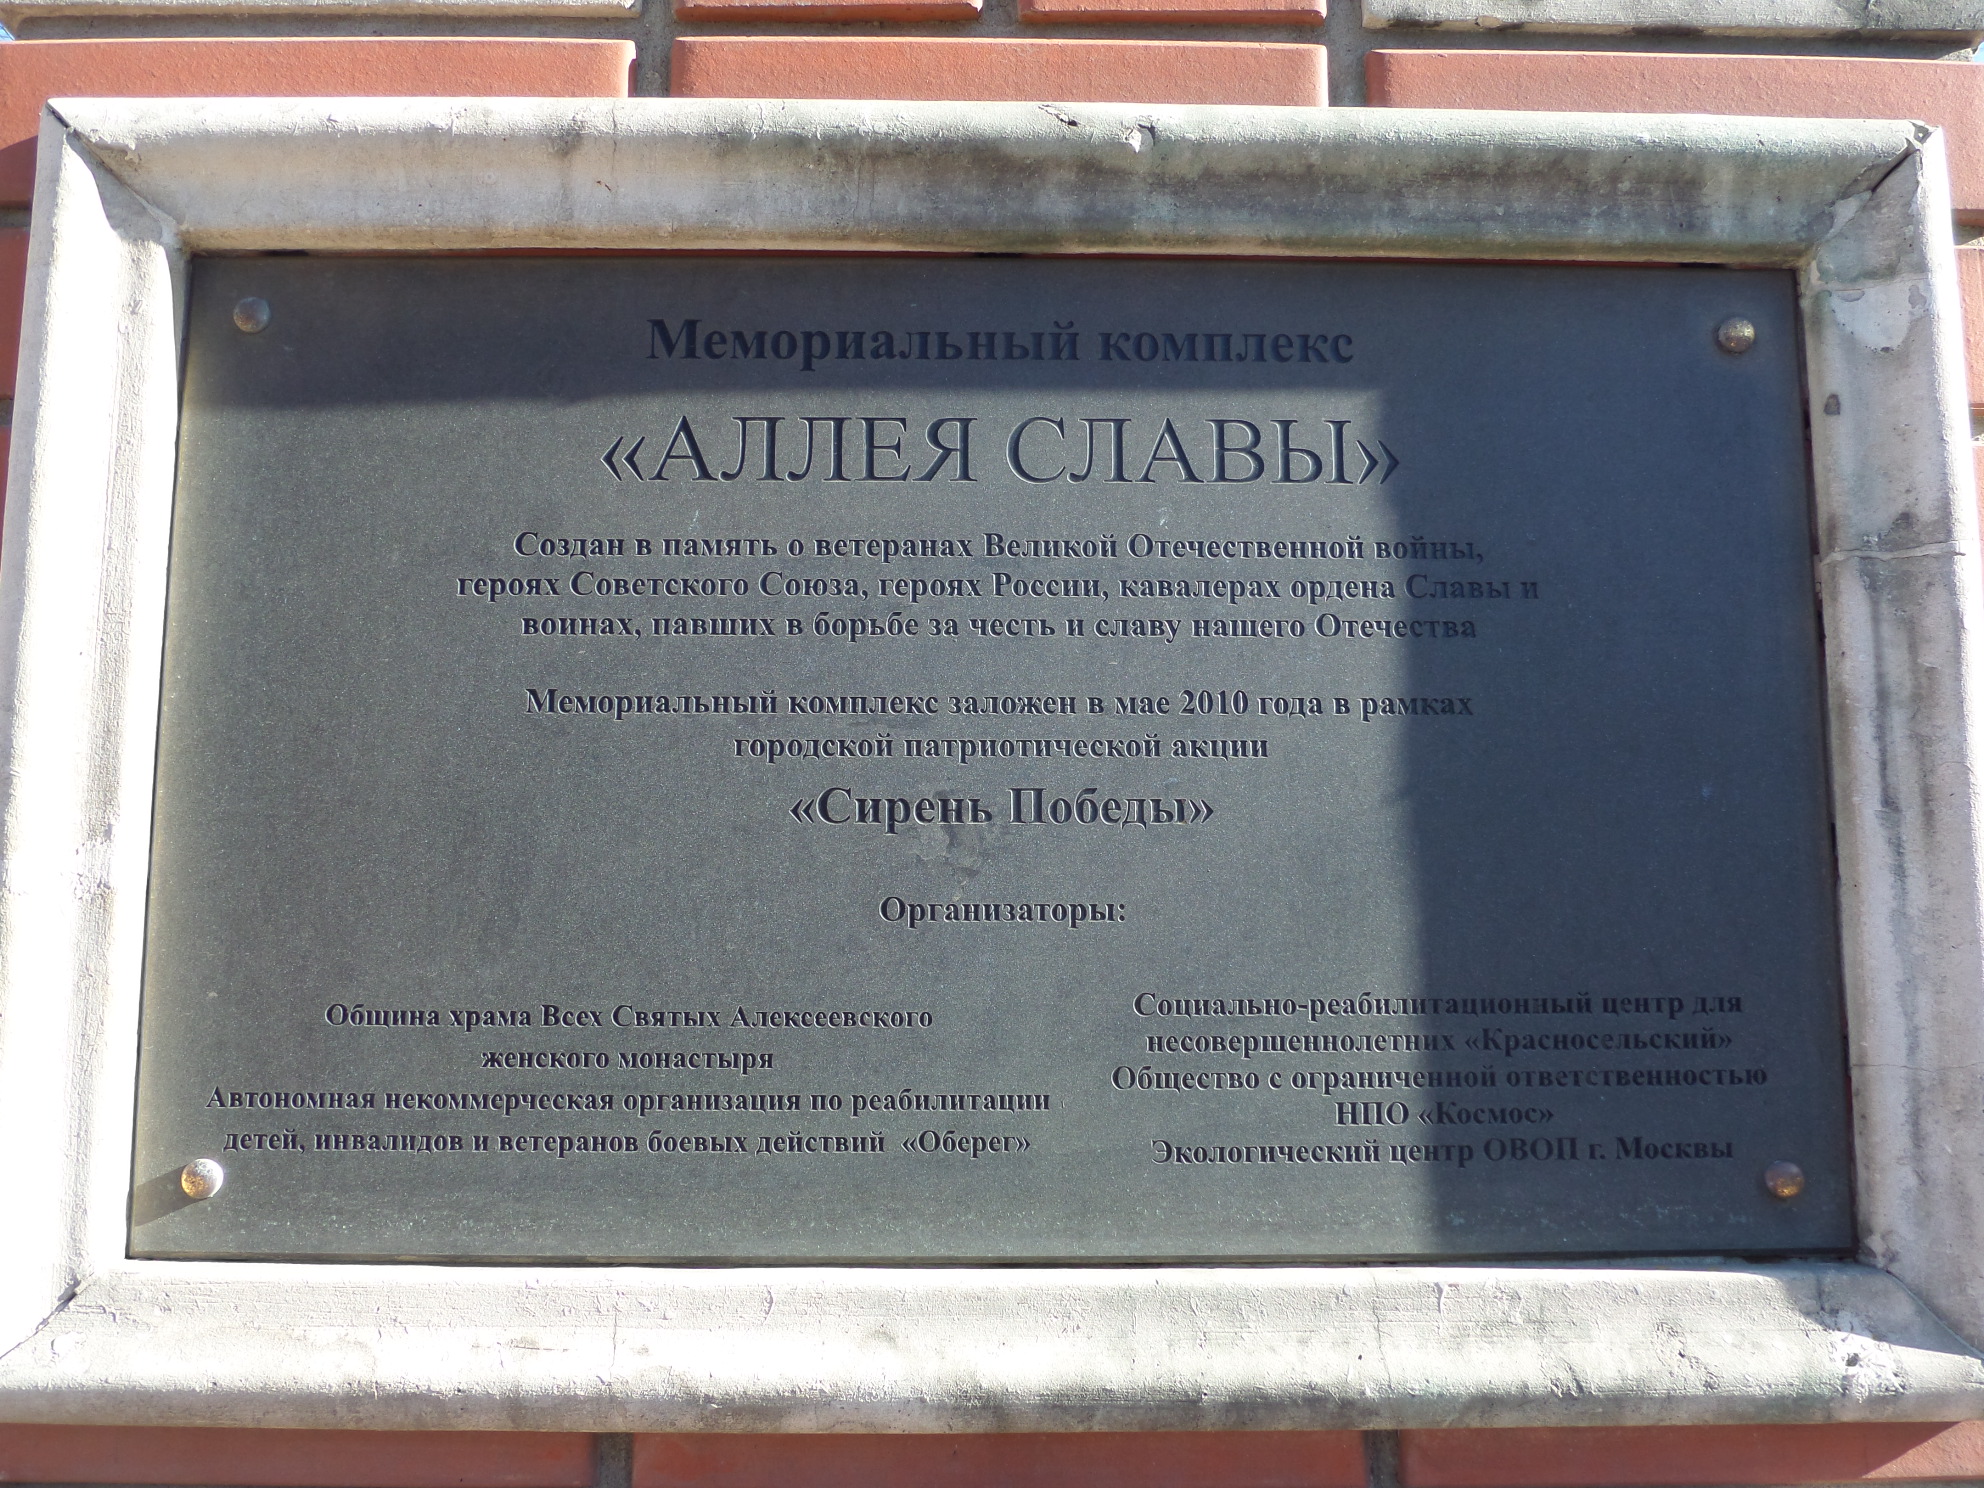 Мемориальный комплекс
«АЛЛЕЯ СЛАВЫ»
Создан в память о ветеранах Великой Отечественной войны,
героях Советского Союза, героях России, кавалерах ордена Славы и
воинах, павших в борьбе за честь и славу нашего Отечества
Мемориальный комплекс заложен в мае 2010 года в рамках
городской патриотической акции
«Сирень Победы»
Организаторы:
Община храма Всех Святых Алексеевского
женского монастыря
Автономная некоммерческая организация по реабилитации
детей, инвалидов и ветеранов боевых действий «Оберег»
Социально-реабилитационный центр для
несовершеннолетних «Красносельский»
Общество с ограниченной ответственностью
НПО «Космос»
Экологический центр ОВОП г. Москвы